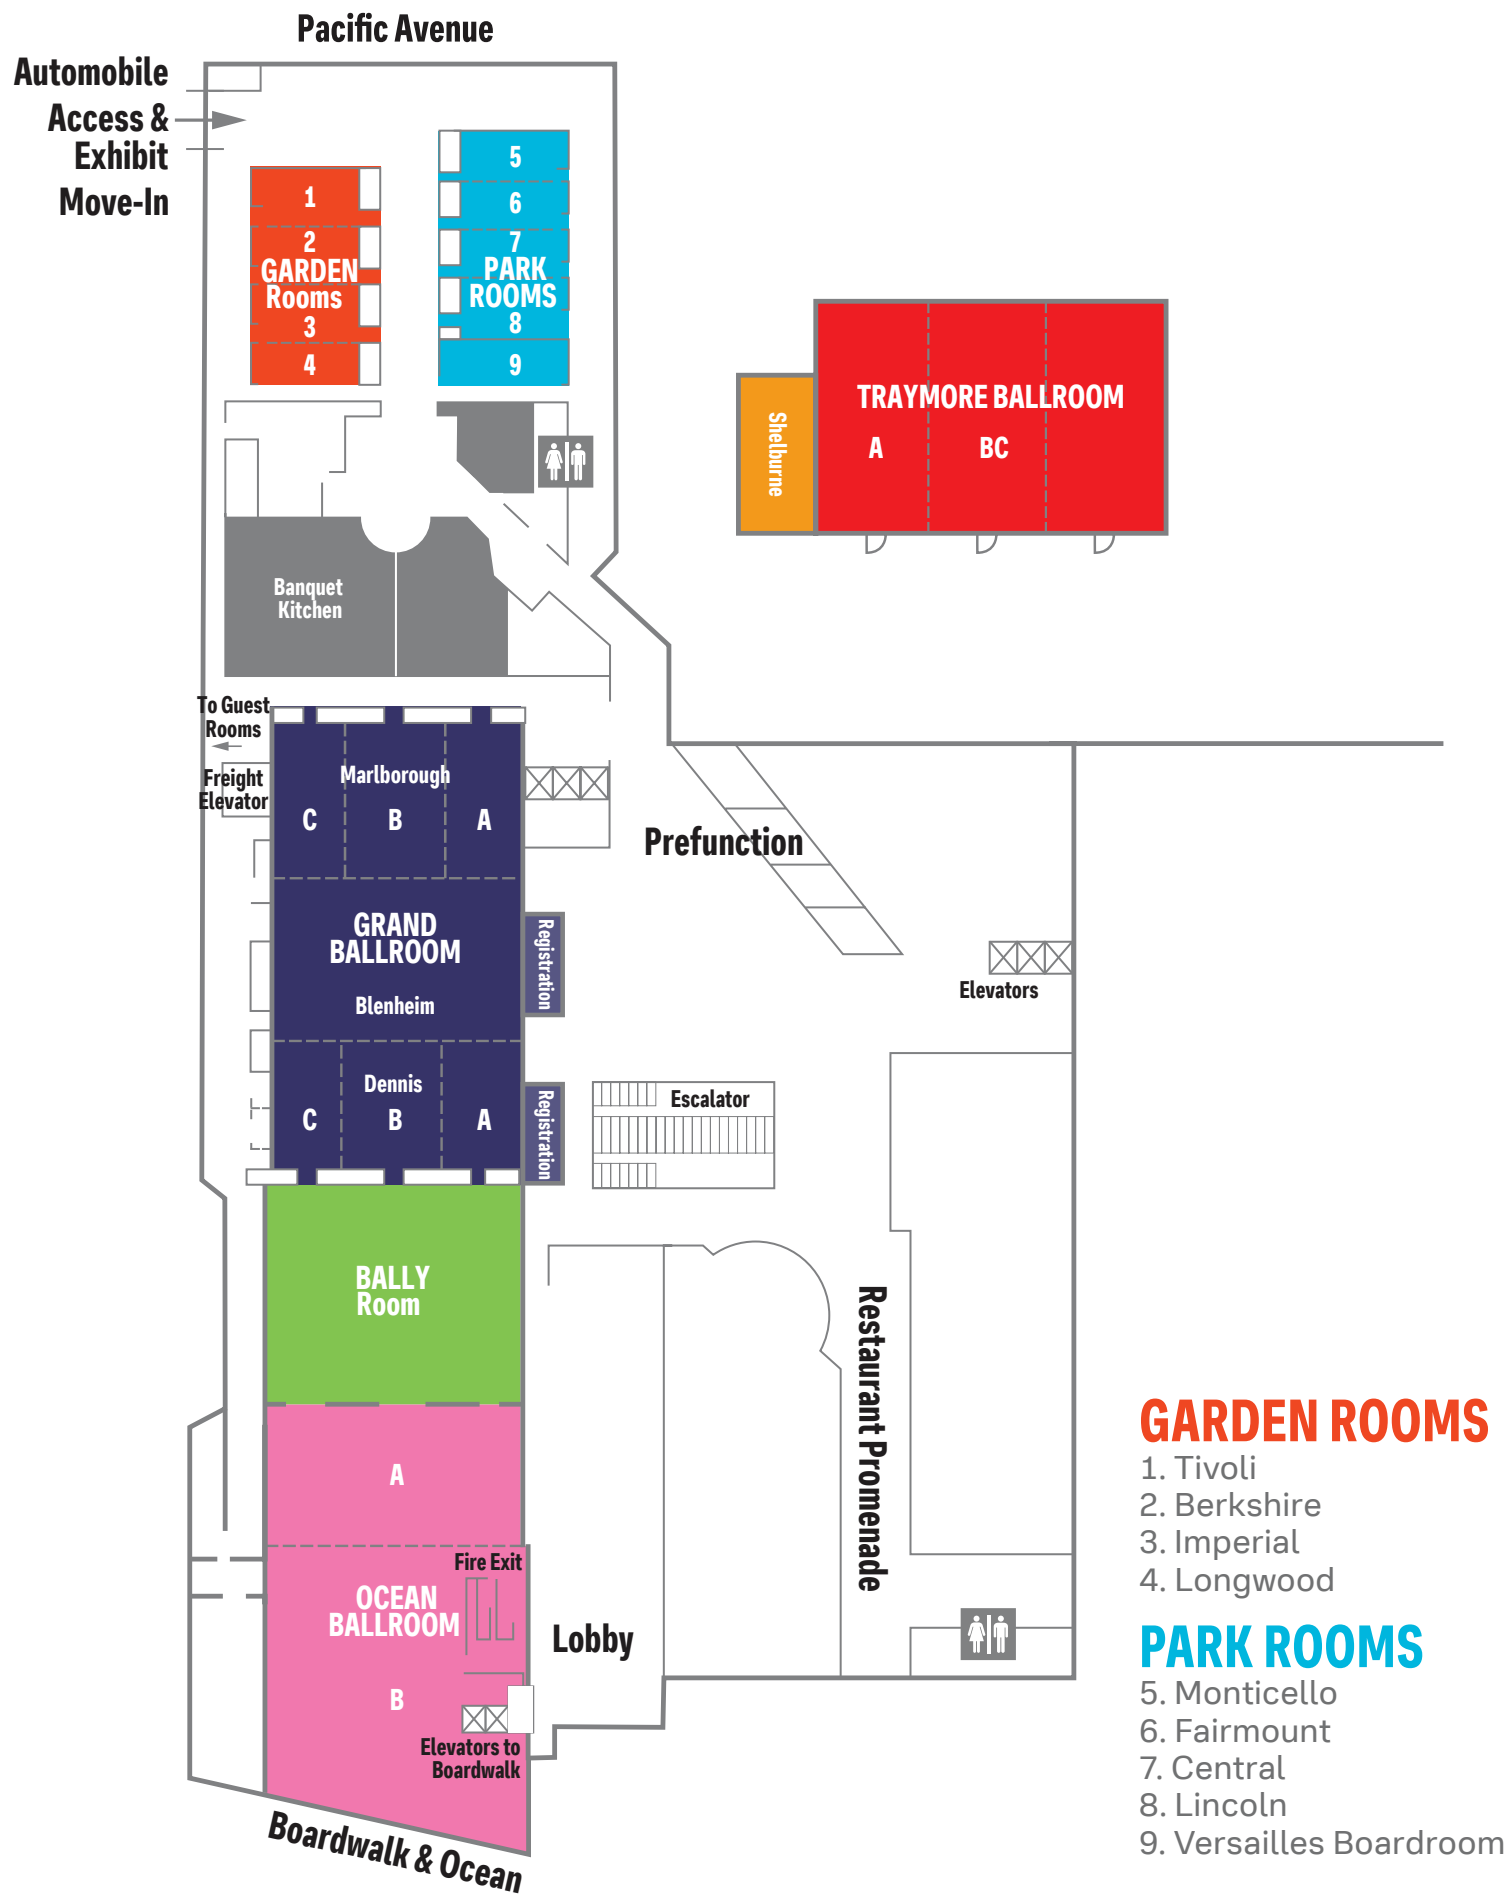 Pacific Avenue
Automobile
Access &
Exhibit
Move-In
1
2
GARDEN
Rooms
3
4
5
6
7
PARK
ROOMS
8
9
TRAYMORE BALLROOM
A
BC
Shelburne
Banquet
Kitchen
To Guest
Rooms
Freight
Elevator
Marlborough
C
B
A
Prefunction
GRAND
BALLROOM
Blenheim
Registration
Elevators
Dennis
C
B
A
Registration
Escalator
BALLY
Room
Restaurant Promenade
A
Fire Exit
OCEAN
BALLROOM
Lobby
B
Elevators to
Boardwalk
Boardwalk & Ocean
GARDEN ROOMS
1. Tivoli
2. Berkshire
3. Imperial
4. Longwood
PARK ROOMS
5. Monticello
6. Fairmount
7. Central
8. Lincoln
9. Versailles Boardroom